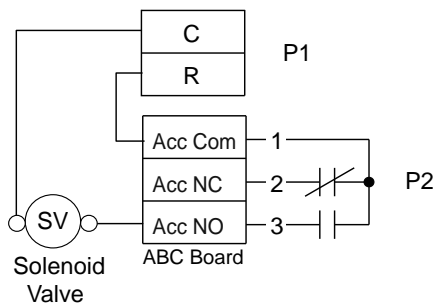 C
P1
R
Acc Com 1
Acc NC 2
P2
SV
Acc NO 3
ABC Board
Solenoid
Valve